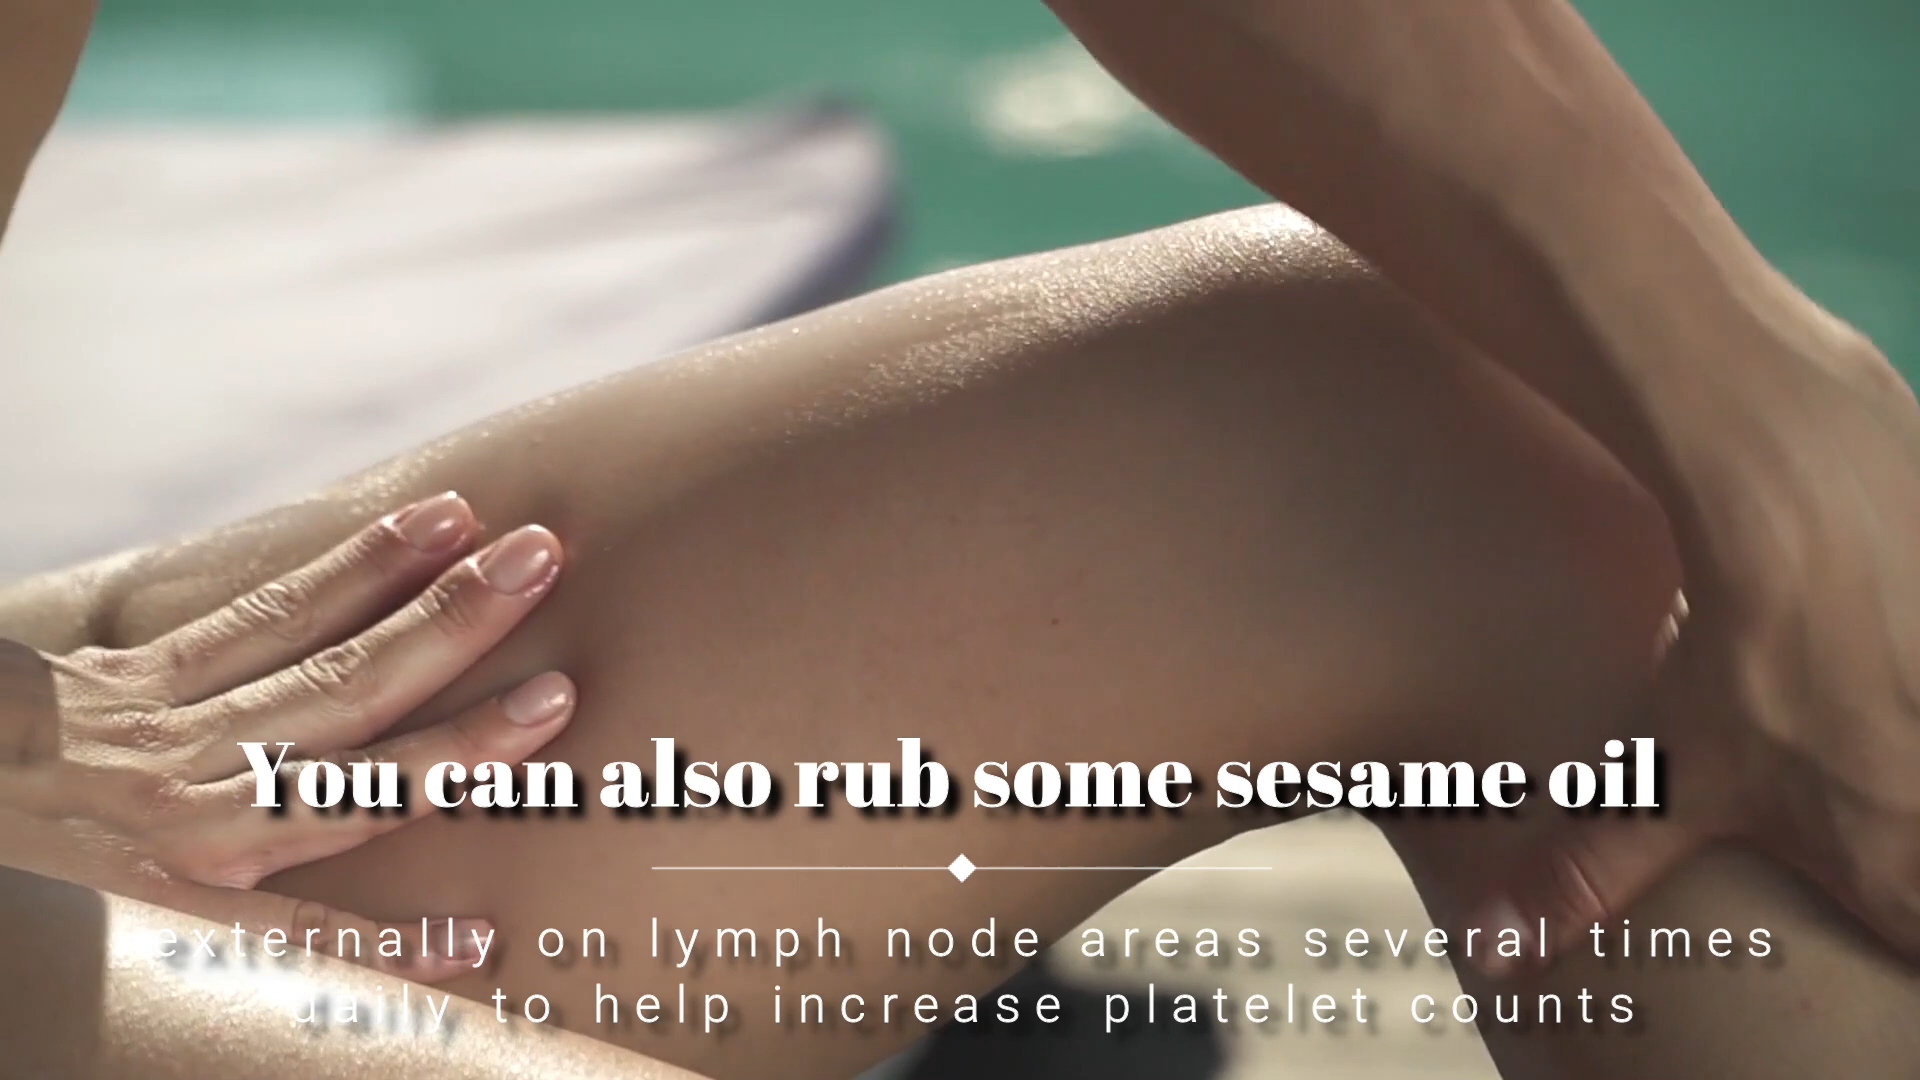 You can also rub some sesame oil
externally on lymph node areas several times
daily to help increase platelet counts